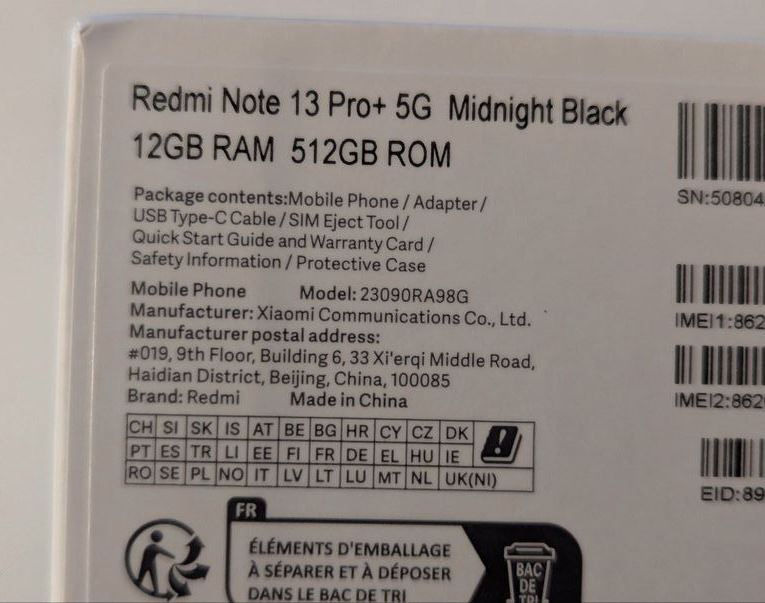 Redmi Note 13 Pro+ 5G Midnight Black
12GB RAM 512GB ROM
Package contents:Mobile Phone / Adapter /
USB Type-C Cable / SIM Eject Tool /
Quick Start Guide and Warranty Card /
Safety Information / Protective Case
Mobile Phone Model: 23090RA98G
Manufacturer: Xiaomi Communications Co., Ltd.
Manufacturer postal address:
#019, 9th Floor, Building 6, 33 Xi'erqi Middle Road,
Haidian District, Beijing, China, 100085
Brand: Redmi Made in China
CH SI SK IS AT BE BG HR CY CZ DK
PT ES TR LI EE FI FR DE EL HU IE
RO SE PL NO IT LV LT LU MT NL UK(NI)
SN:50804
IMEI1:862
IMEI2:862
EID:89
FR
ÉLÉMENTS D'EMBALLAGE
À SÉPARER ET À DÉPOSER
DANS LE BAC DE TRI
BAC
DE
TRI